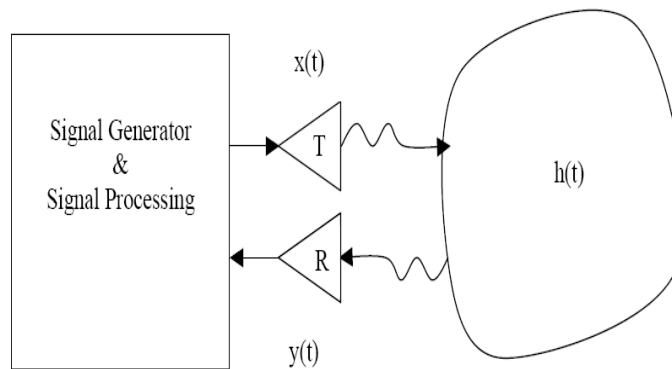 x(t)
Signal Generator
&
Signal Processing
T
h(t)
R
y(t)